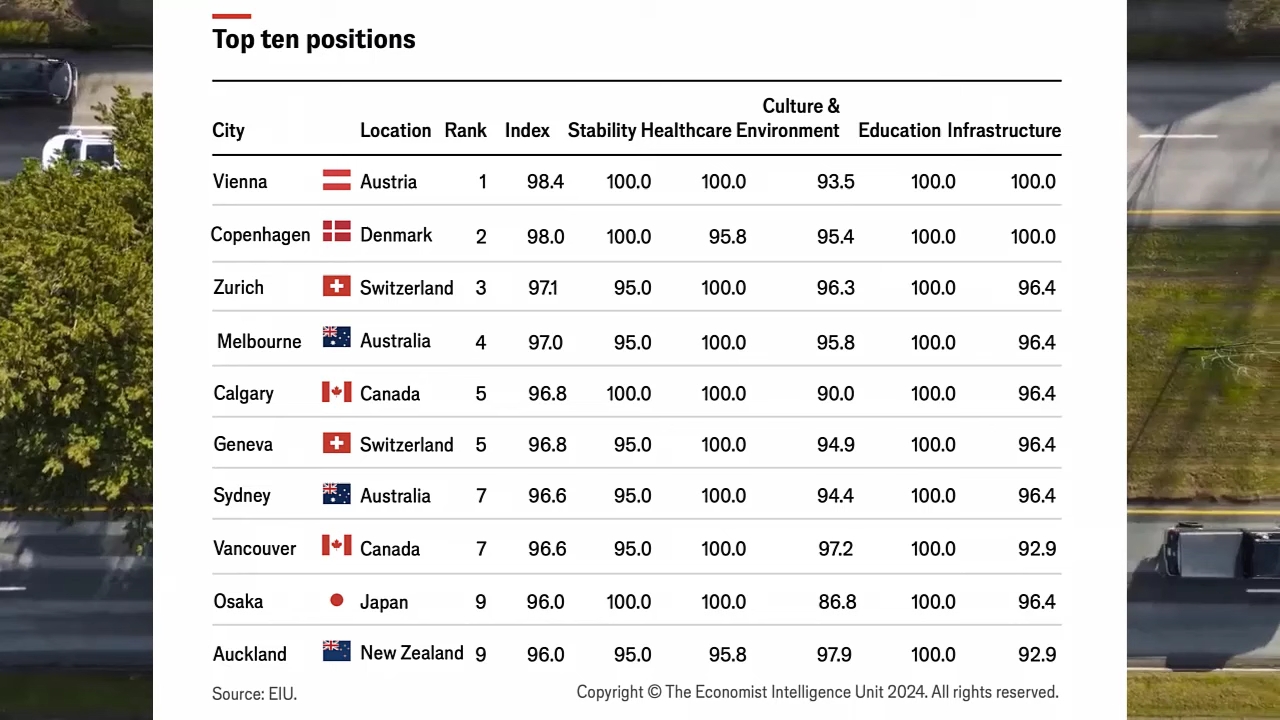 Top ten positions
City Location Rank Index Stability Healthcare Culture & Environment Education Infrastructure
Vienna Austria 1 98.4 100.0 100.0 93.5 100.0 100.0
Copenhagen Denmark 2 98.0 100.0 95.8 95.4 100.0 100.0
Zurich Switzerland 3 97.1 95.0 100.0 96.3 100.0 96.4
Melbourne Australia 4 97.0 95.0 100.0 95.8 100.0 96.4
Calgary Canada 5 96.8 100.0 100.0 90.0 100.0 96.4
Geneva Switzerland 5 96.8 95.0 100.0 94.9 100.0 96.4
Sydney Australia 7 96.6 95.0 100.0 94.4 100.0 96.4
Vancouver Canada 7 96.6 95.0 100.0 97.2 100.0 92.9
Osaka Japan 9 96.0 100.0 100.0 86.8 100.0 96.4
Auckland New Zealand 9 96.0 95.0 95.8 97.9 100.0 92.9
Source: EIU. Copyright © The Economist Intelligence Unit 2024. All rights reserved.